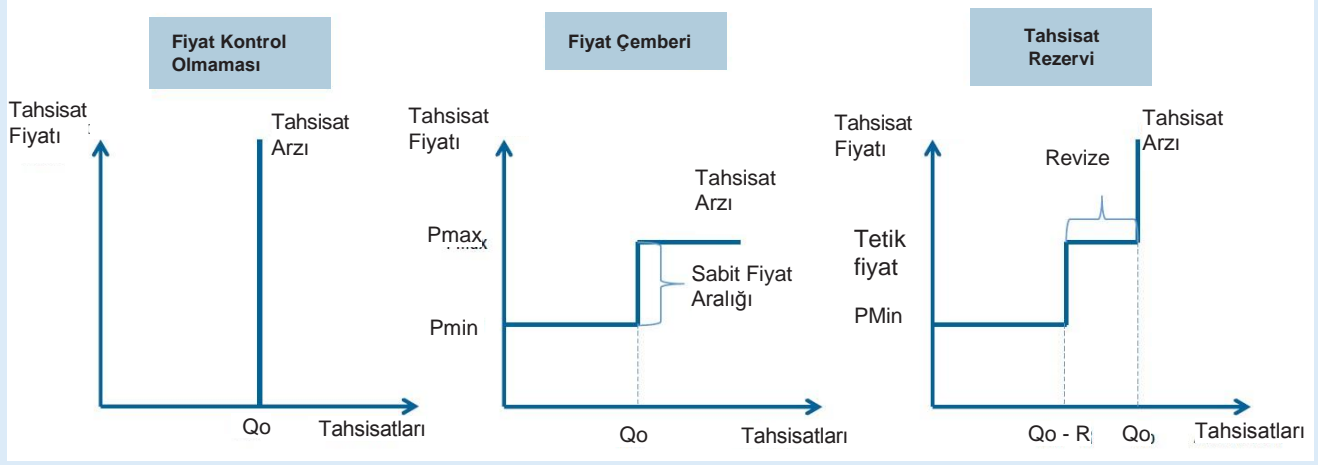 Fiyat Kontrol
Olmaması
Tahsisat
Fiyatı
Tahsisat
Arzı
Qo
Tahsisatları
Fiyat Çemberi
Tahsisat
Fiyatı
Tahsisat
Arzı
Pmax
Sabit Fiyat
Aralığı
Pmin
Qo
Tahsisatları
Tahsisat
Rezervi
Tahsisat
Fiyatı
Tahsisat
Arzı
Revize
Tetik
fiyat
PMin
Qo - R
Qo
Tahsisatları